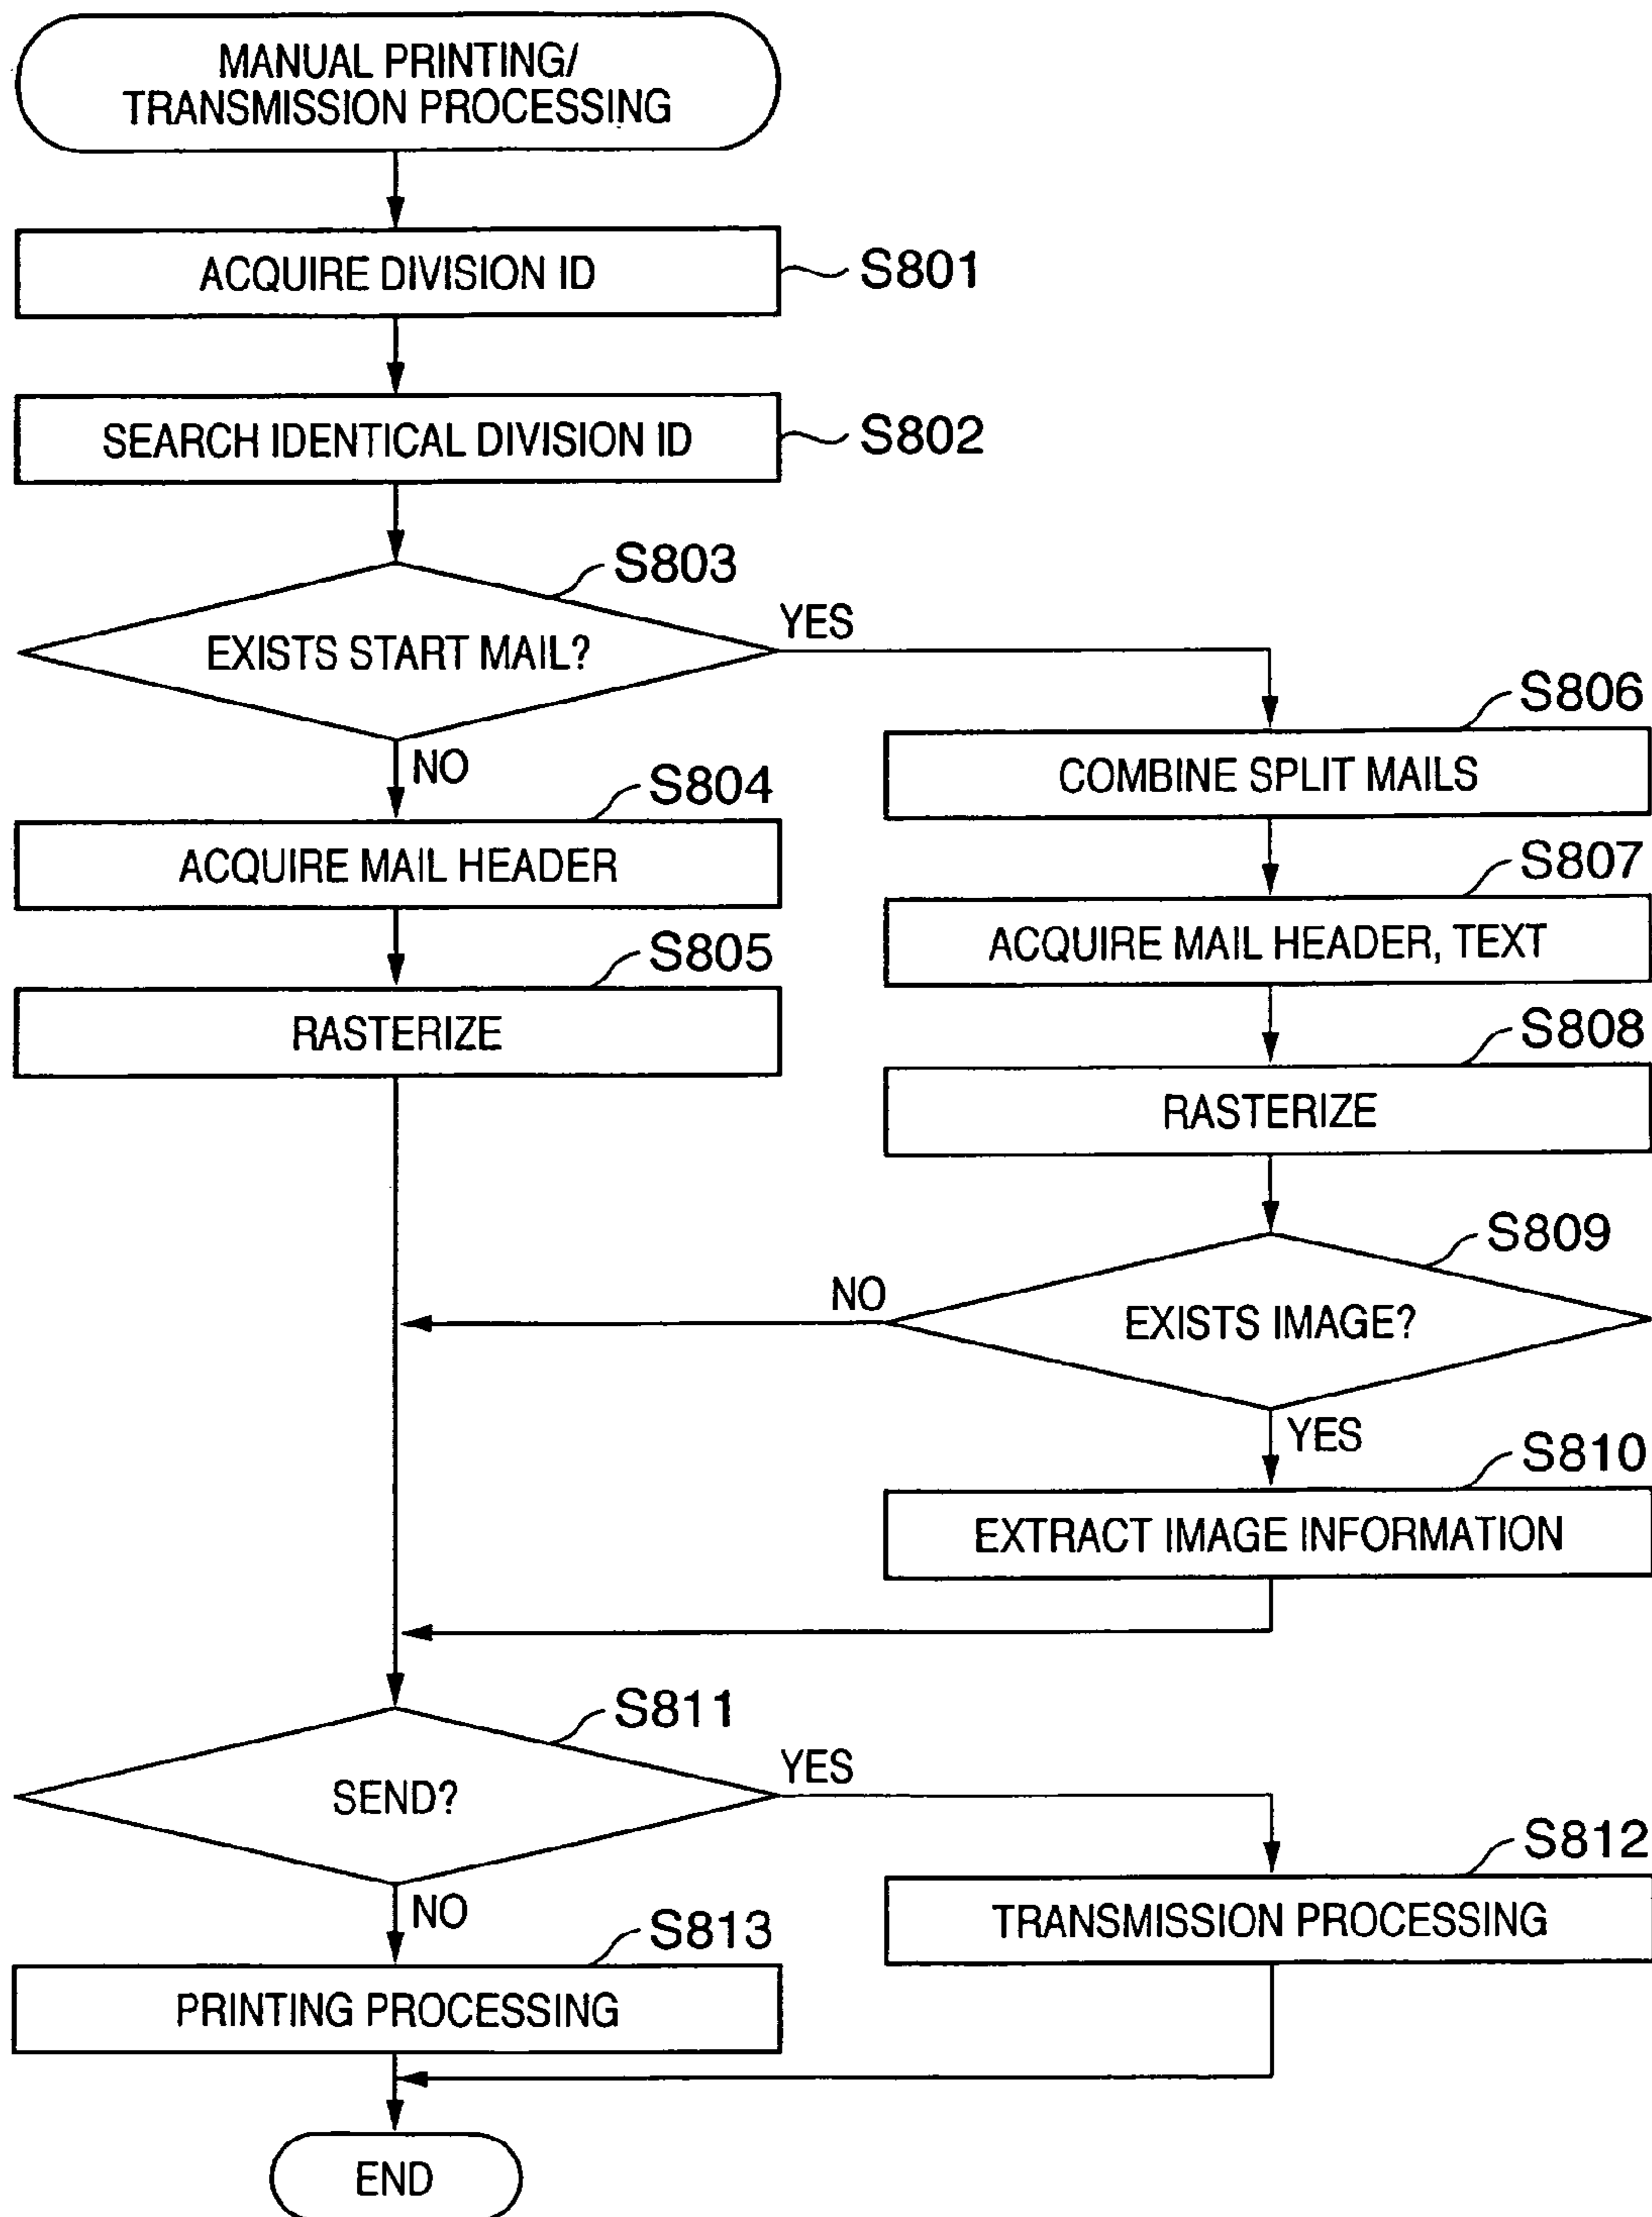 MANUAL PRINTING/
TRANSMISSION PROCESSING
ACQUIRE DIVISION ID
S801
SEARCH IDENTICAL DIVISION ID
S802
S803
EXISTS START MAIL?
YES
NO
S804
ACQUIRE MAIL HEADER
S805
RASTERIZE
S806
COMBINE SPLIT MAILS
S807
ACQUIRE MAIL HEADER, TEXT
S808
RASTERIZE
S809
EXISTS IMAGE?
NO
YES
S810
EXTRACT IMAGE INFORMATION
S811
SEND?
YES
NO
S812
TRANSMISSION PROCESSING
S813
PRINTING PROCESSING
END